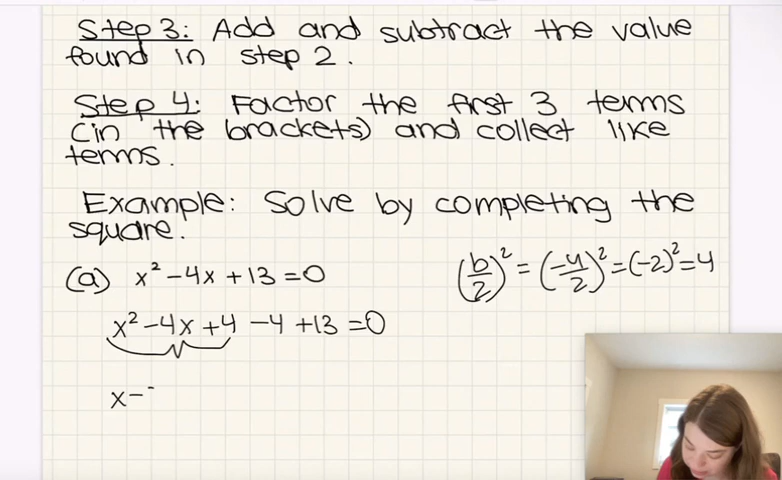 Step 3: Add and subtract the value
found in step 2.
Step 4: Factor the first 3 terms
(in the brackets) and collect like
terms.
Example: Solve by completing the
square.
(a) x² - 4x + 13 = 0
(b/2)² = (-4/2)² = (-2)² = 4
x² - 4x + 4 - 4 + 13 = 0
x -